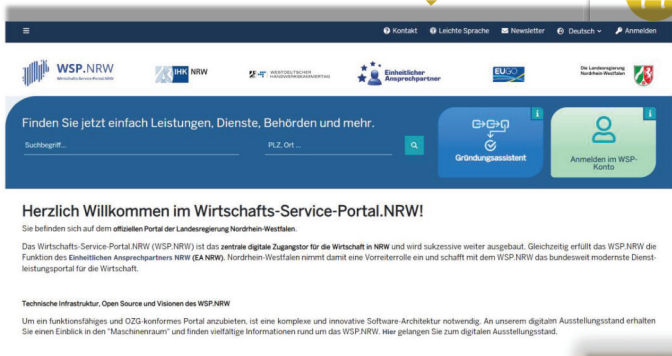 Kontakt Leichte Sprache Newsletter Deutsch Anmelden
WSP.NRW
Wirtschafts-Service-Portal.NRW
IHK NRW
WESTDEUTSCHER
HANDWERKSKAMMERTAG
Einheitlicher
Ansprechpartner
EUGO
Die Landesregierung
Nordrhein-Westfalen
Finden Sie jetzt einfach Leistungen, Dienste, Behörden und mehr.
Suchbegriff...
PLZ, Ort ...
Gründungsassistent
i
Anmelden im WSP-
Konto
i
Herzlich Willkommen im Wirtschafts-Service-Portal.NRW!
Sie befinden sich auf dem offiziellen Portal der Landesregierung Nordrhein-Westfalen.
Das Wirtschafts-Service-Portal.NRW (WSP.NRW) ist das zentrale digitale Zugangstor für die Wirtschaft in NRW und wird sukzessive weiter ausgebaut. Gleichzeitig erfüllt das WSP.NRW die
Funktion des Einheitlichen Ansprechpartners NRW (EA NRW). Nordrhein-Westfalen nimmt damit eine Vorreiterrolle ein und schafft mit dem WSP.NRW das bundesweit modernste Dienst-
leistungsportal für die Wirtschaft.
Technische Infrastruktur, Open Source und Visionen des WSP.NRW
Um ein funktionsfähiges und OZG-konformes Portal anzubieten, ist eine komplexe und innovative Software-Architektur notwendig. An unserem digitaln Ausstellungsstand erhalten
Sie einen Einblick in den "Maschinenraum" und finden vielfältige Informationen rund um das WSP.NRW. Hier gelangen Sie zum digitalen Ausstellungsstand.